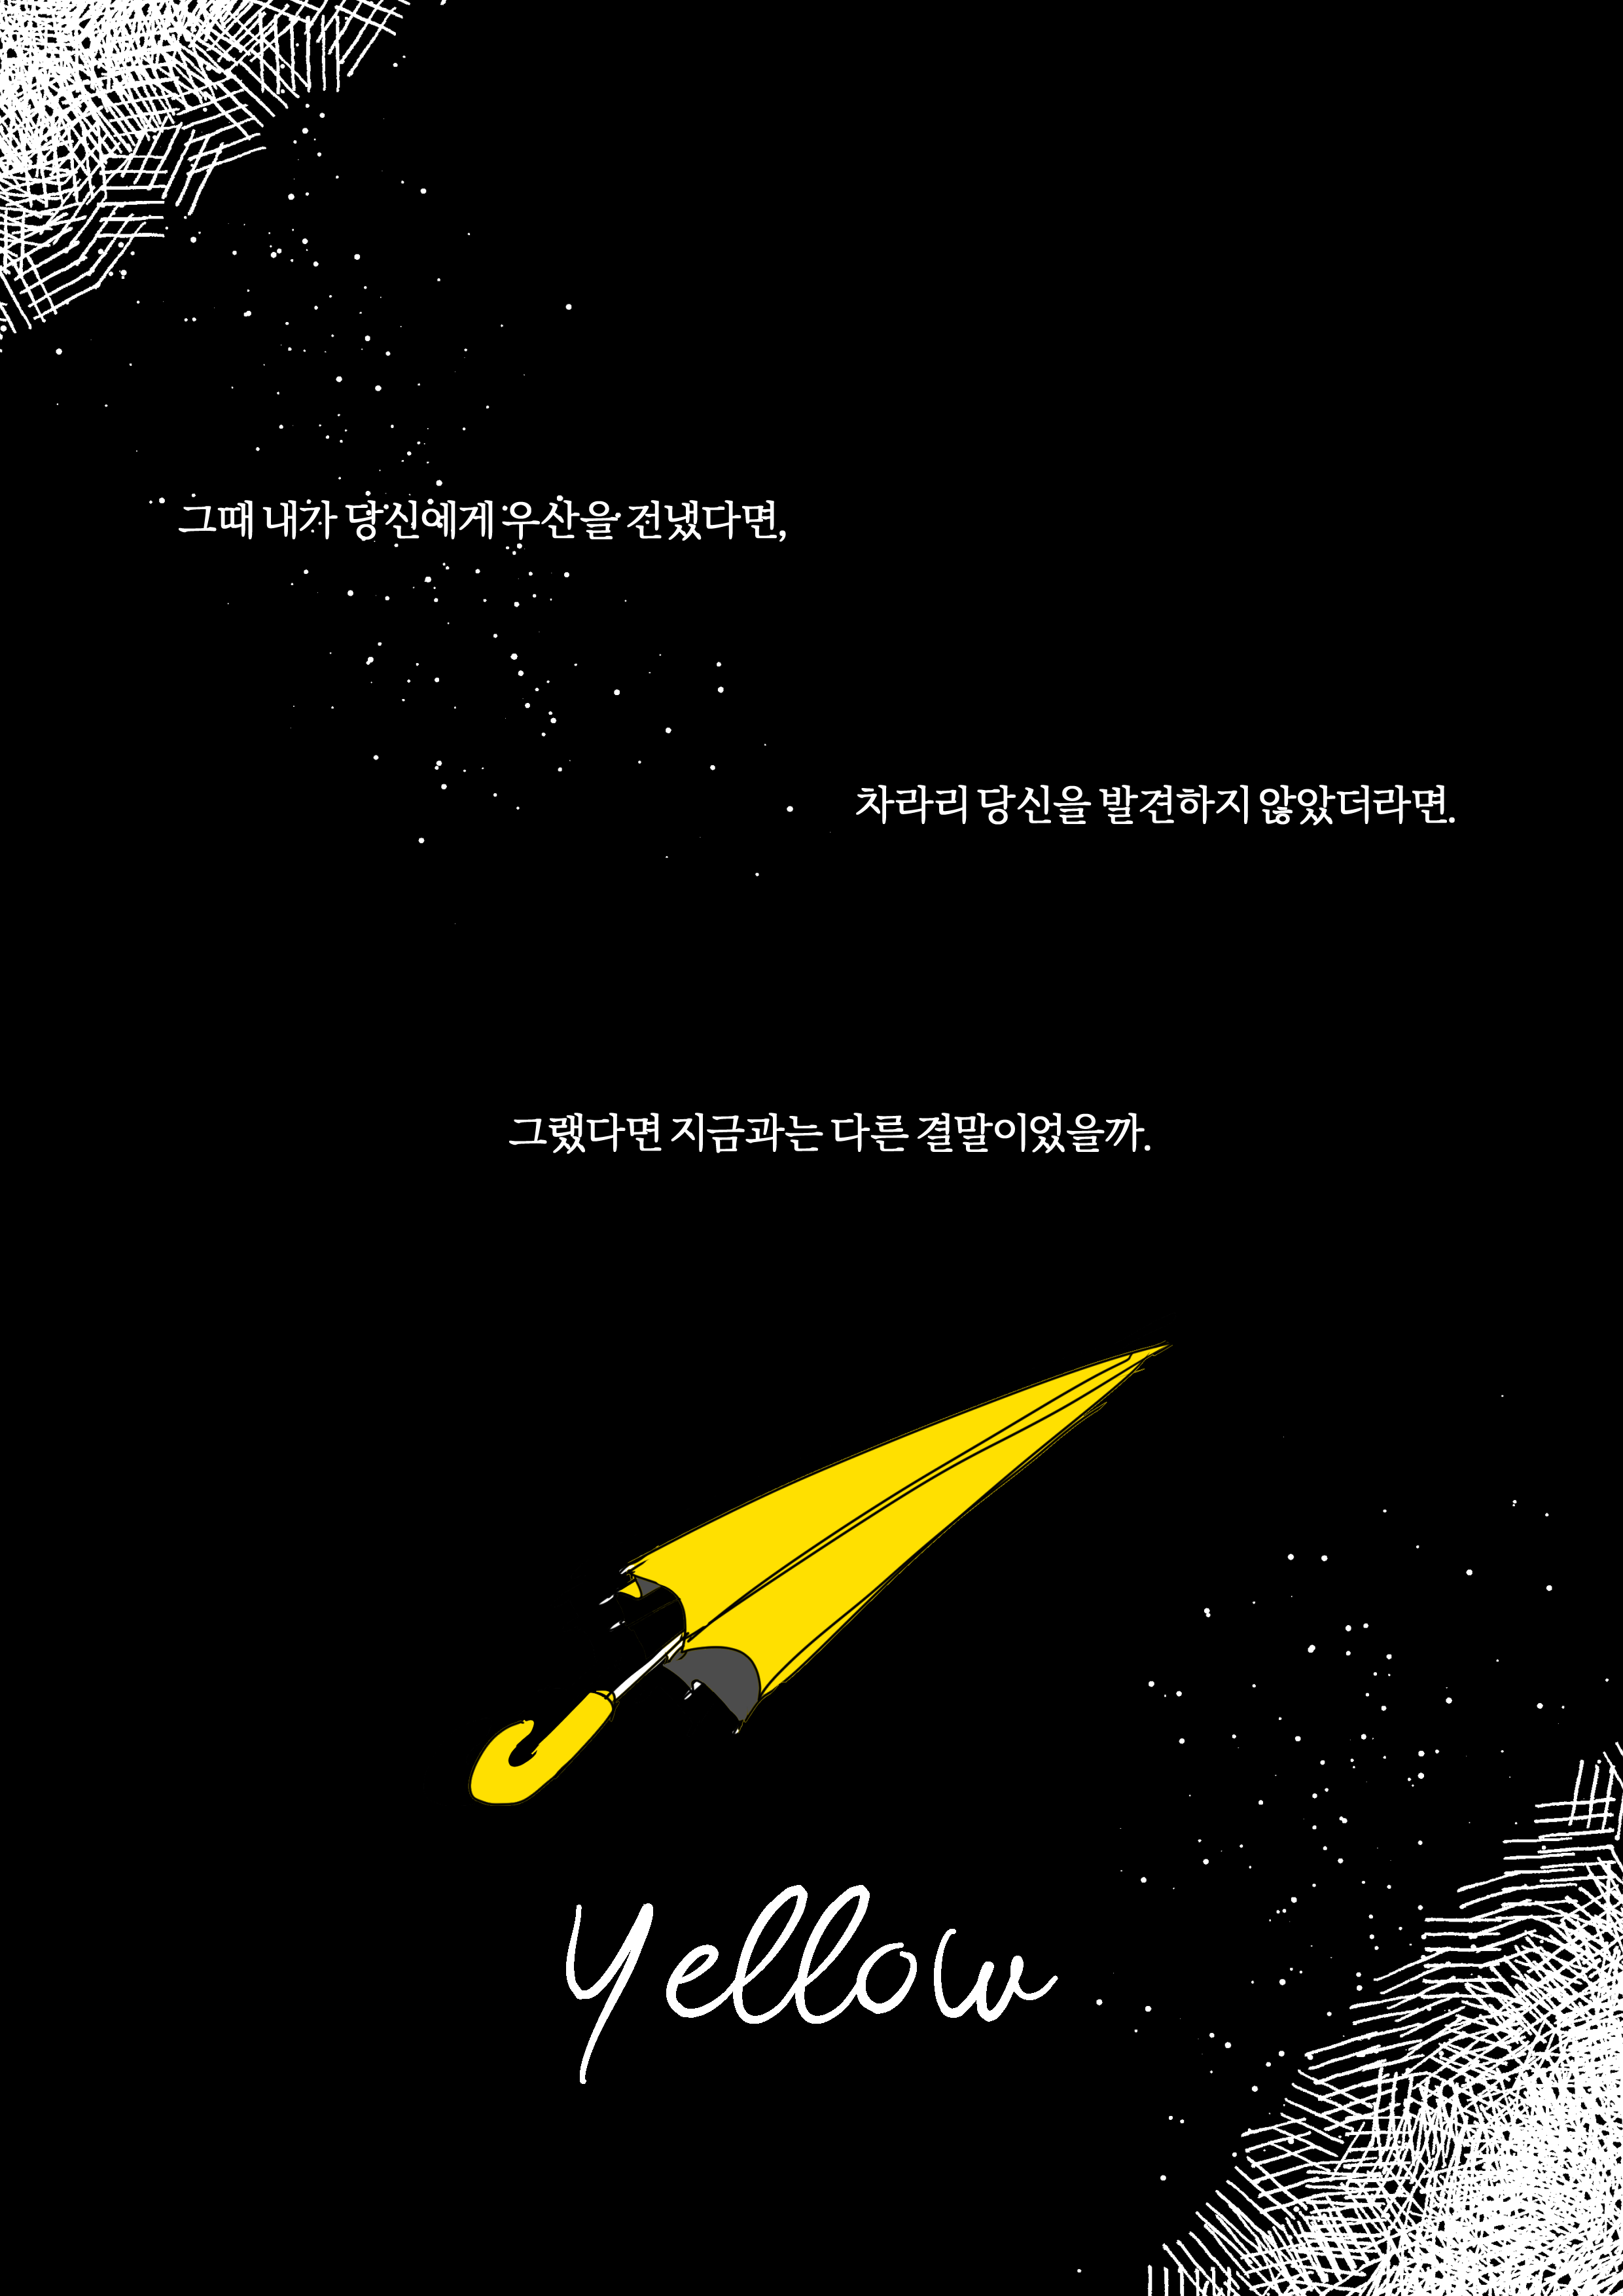 그때 내가 당신에게 우산을 전냈다면,
차라리 당신을 발견하지 않았더라면.
그랬다면 지금과는 다른 결말이었을까.
Yellow